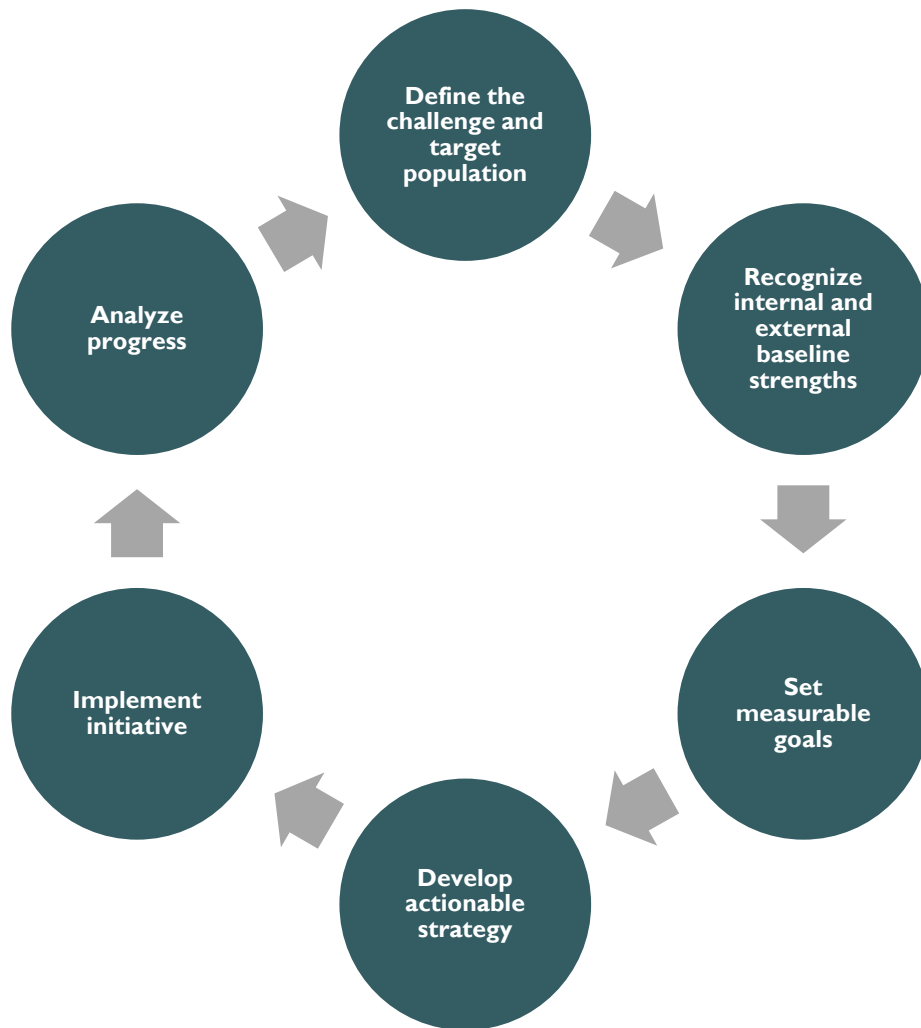 Define the
challenge and
target
population
Recognize
internal and
external
baseline
strengths
Set
measurable
goals
Develop
actionable
strategy
Implement
initiative
Analyze
progress